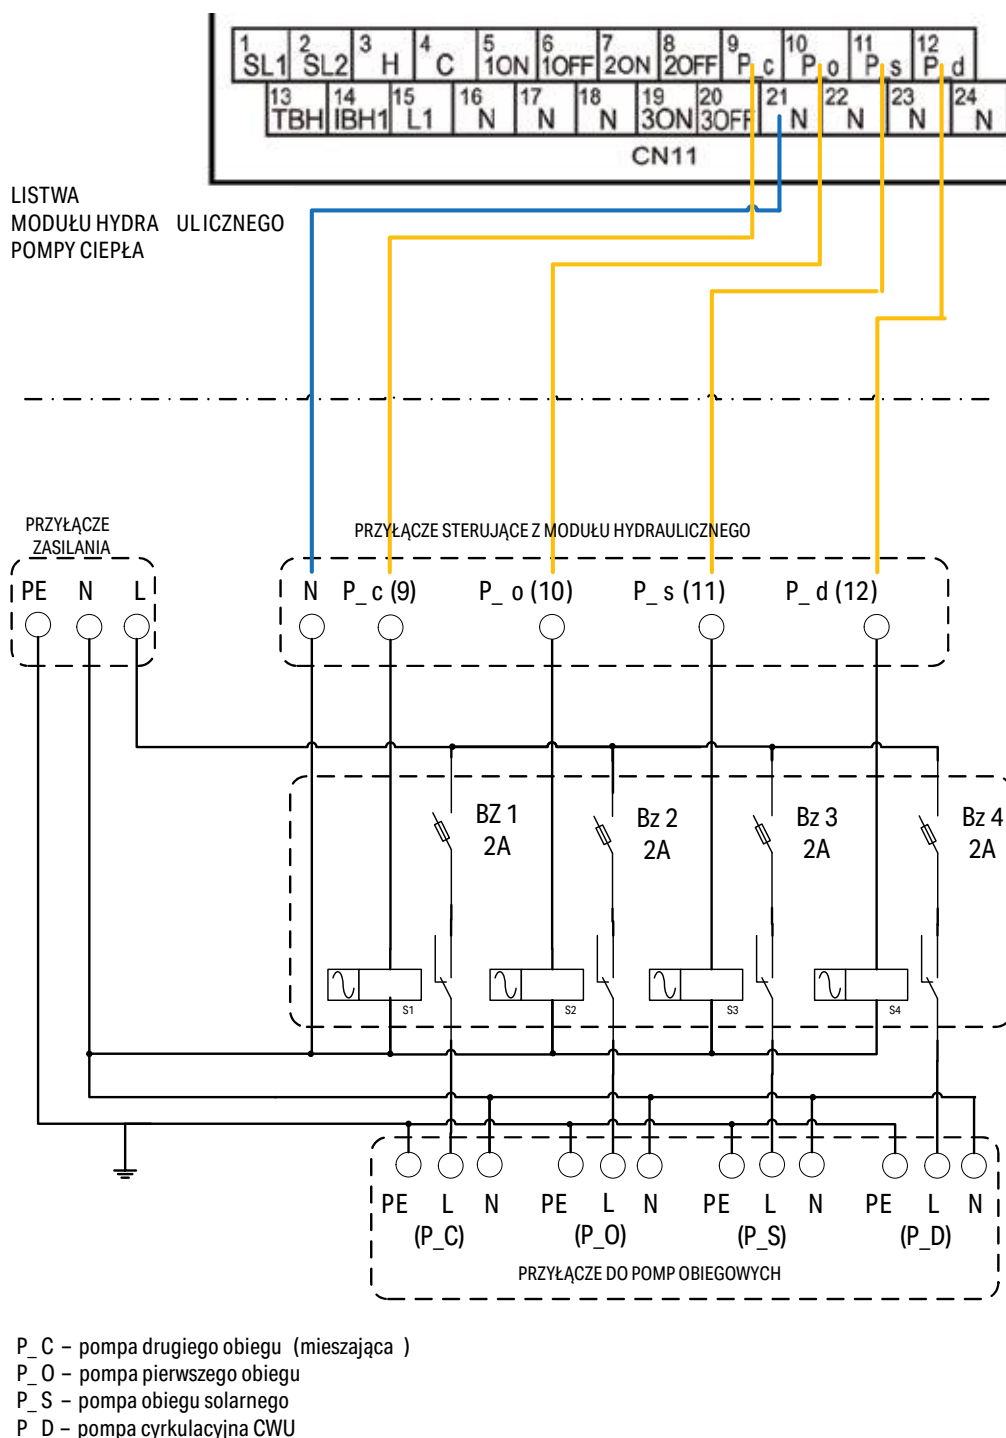 1 SL1 2 SL2 3 H 4 C 5 1ON 6 1OFF 7 2ON 8 2OFF 9 P_c 10 P_o 11 P_s 12 P_d
13 TBH 14 IBH1 15 L1 16 N 17 N 18 N 19 3ON 20 3OFF 21 N 22 N 23 N 24 N
CN11
LISTWA
MODUŁU HYDRA ULICZNEGO
POMPY CIEPŁA
PRZYŁĄCZE
ZASILANIA
PRZYŁĄCZE STERUJĄCE Z MODUŁU HYDRAULICZNEGO
PE N L
N P_ c (9) P_ o (10) P_ s (11) P_ d (12)
BZ 1 Bz 2 Bz 3 Bz 4
2A 2A 2A 2A
S1 S2 S3 S4
PE L N PE L N PE L N PE L N
(P_C) (P_O) (P_S) (P_D)
PRZYŁĄCZE DO POMP OBIEGOWYCH
P_ C – pompa drugiego obiegu (mieszająca )
P_ O – pompa pierwszego obiegu
P_ S – pompa obiegu solarnego
P_ D – pompa cyrkulacyjna CWU